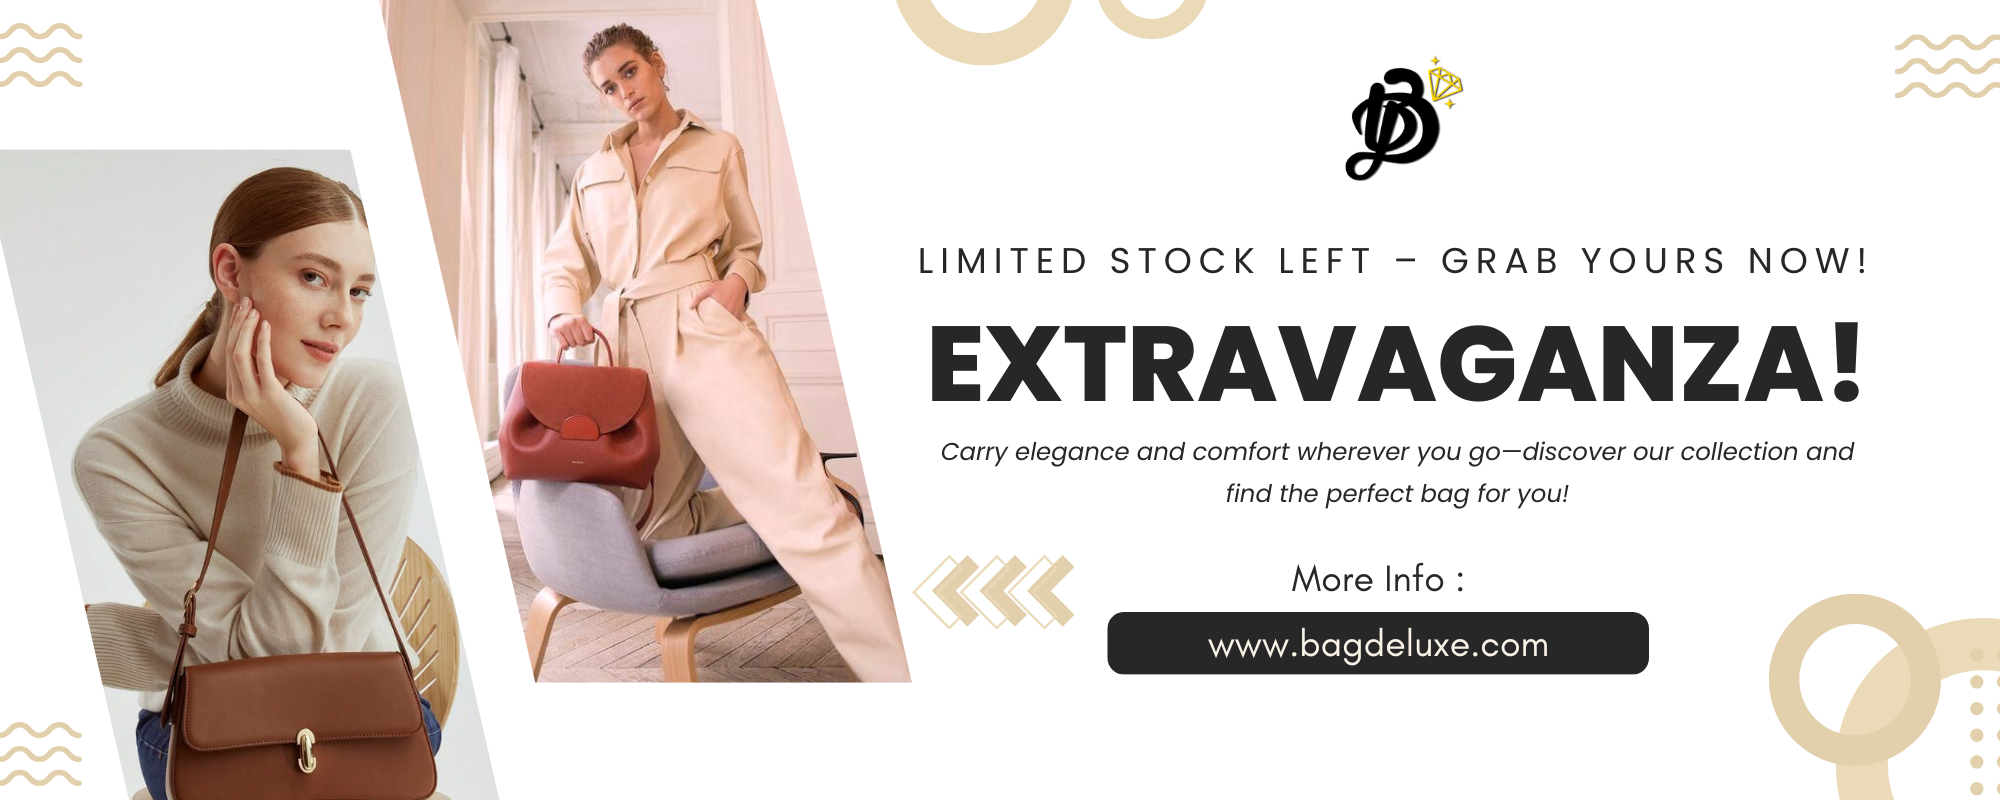 LIMITED STOCK LEFT – GRAB YOURS NOW!
EXTRAVAGANZA!
Carry elegance and comfort wherever you go—discover our collection and
find the perfect bag for you!
More Info :
www.bagdeluxe.com